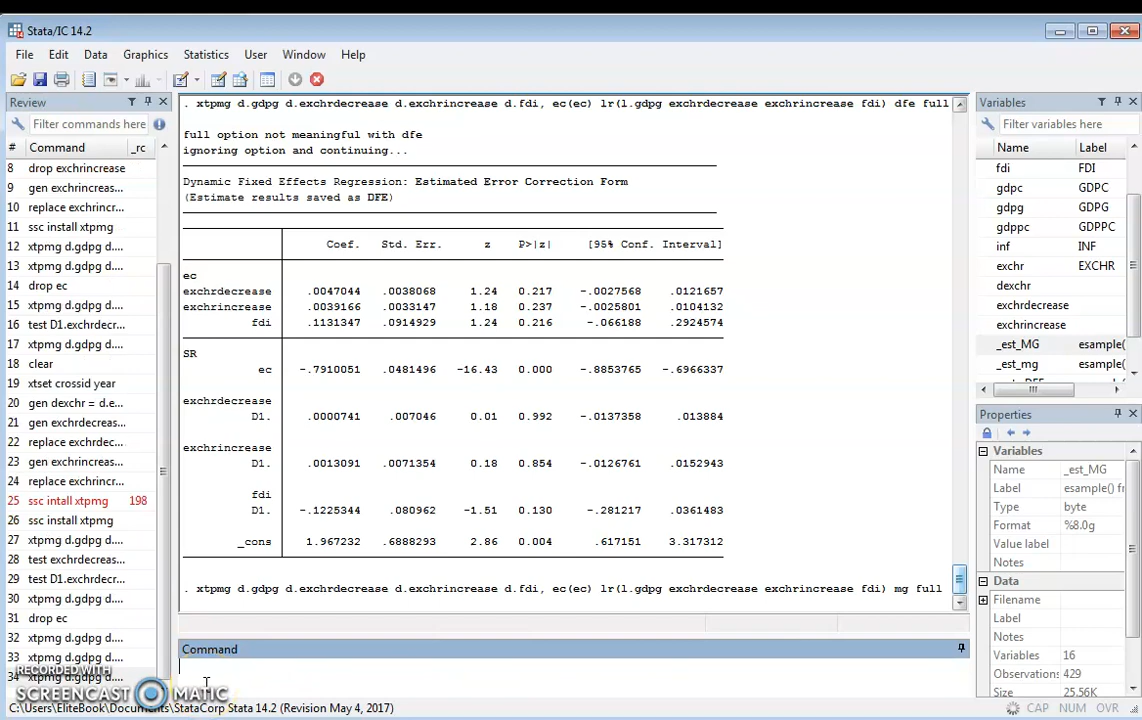 Stata/IC 14.2
File Edit Data Graphics Statistics User Window Help
Review
Filter commands here
# Command _rc
8 drop exchrincrease
9 gen exchrincreas...
10 replace exchrincr...
11 ssc install xtpmg
12 xtpmg d.gdpg d....
13 xtpmg d.gdpg d....
14 drop ec
15 xtpmg d.gdpg d....
16 test D1.exchrdecr...
17 xtpmg d.gdpg d....
18 clear
19 xtset crossid year
20 gen dexchr = d.e...
21 gen exchrdecreas...
22 replace exchrdec...
23 gen exchrincreas...
24 replace exchrincr...
25 ssc intall xtpmg 198
26 ssc install xtpmg
27 xtpmg d.gdpg d....
28 test exchrdecreas...
29 test D1.exchrdec...
30 xtpmg d.gdpg d....
31 drop ec
32 xtpmg d.gdpg d....
33 xtpmg d.gdpg d....
34 xtpmg d.gdpg d....
. xtpmg d.gdpg d.exchrdecrease d.exchrincrease d.fdi, ec(ec) lr(l.gdpg exchrdecrease exchrincrease fdi) dfe full
full option not meaningful with dfe
ignoring option and continuing...
Dynamic Fixed Effects Regression: Estimated Error Correction Form
(Estimate results saved as DFE)
Coef. Std. Err. z P>|z| [95% Conf. Interval]
ec
exchrdecrease .0047044 .0038068 1.24 0.217 -.0027568 .0121657
exchrincrease .0039166 .0033147 1.18 0.237 -.0025801 .0104132
fdi .1131347 .0914929 1.24 0.216 -.066188 .2924574
SR
ec -.7910051 .0481496 -16.43 0.000 -.8853765 -.6966337
exchrdecrease
D1. .0000741 .007046 0.01 0.992 -.0137358 .013884
exchrincrease
D1. .0013091 .0071354 0.18 0.854 -.0126761 .0152943
fdi
D1. -.1225344 .080962 -1.51 0.130 -.281217 .0361483
_cons 1.967232 .6888293 2.86 0.004 .617151 3.317312
. xtpmg d.gdpg d.exchrdecrease d.exchrincrease d.fdi, ec(ec) lr(l.gdpg exchrdecrease exchrincrease fdi) mg full
Command
Variables
Filter variables here
Name Label
fdi FDI
gdpc GDPC
gdpg GDPG
gdppc GDPPC
inf INF
exchr EXCHR
dexchr
exchrdecrease
exchrincrease
_est_MG esample(
_est_mg esample(
Properties
Variables
Name _est_MG
Label esample() fr
Type byte
Format %8.0g
Value label
Notes
Data
Filename
Label
Notes
Variables 16
Observations 429
Size 25.56K
RECORDED WITH
SCREENCAST MATIC
C:\Users\EliteBook\Documents\StataCorp Stata 14.2 (Revision May 4, 2017)
CAP NUM OVR